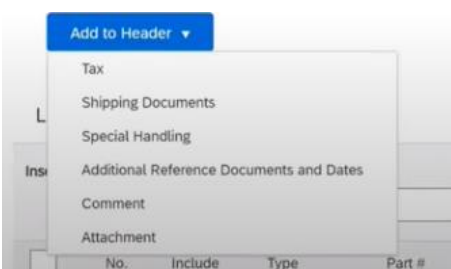 Add to Header ▼
Tax
Shipping Documents
Special Handling
Additional Reference Documents and Dates
Comment
Attachment
No. Include Type Part #